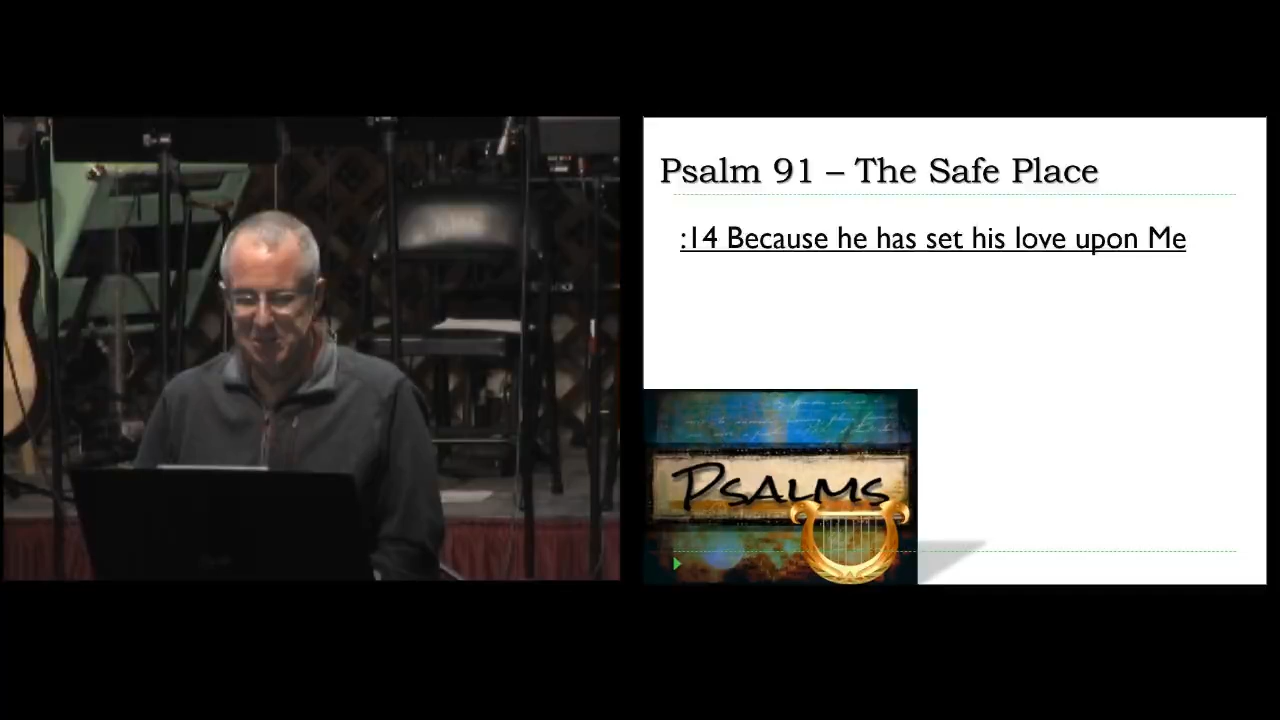 Psalm 91 – The Safe Place
:14 Because he has set his love upon Me
PSALMS